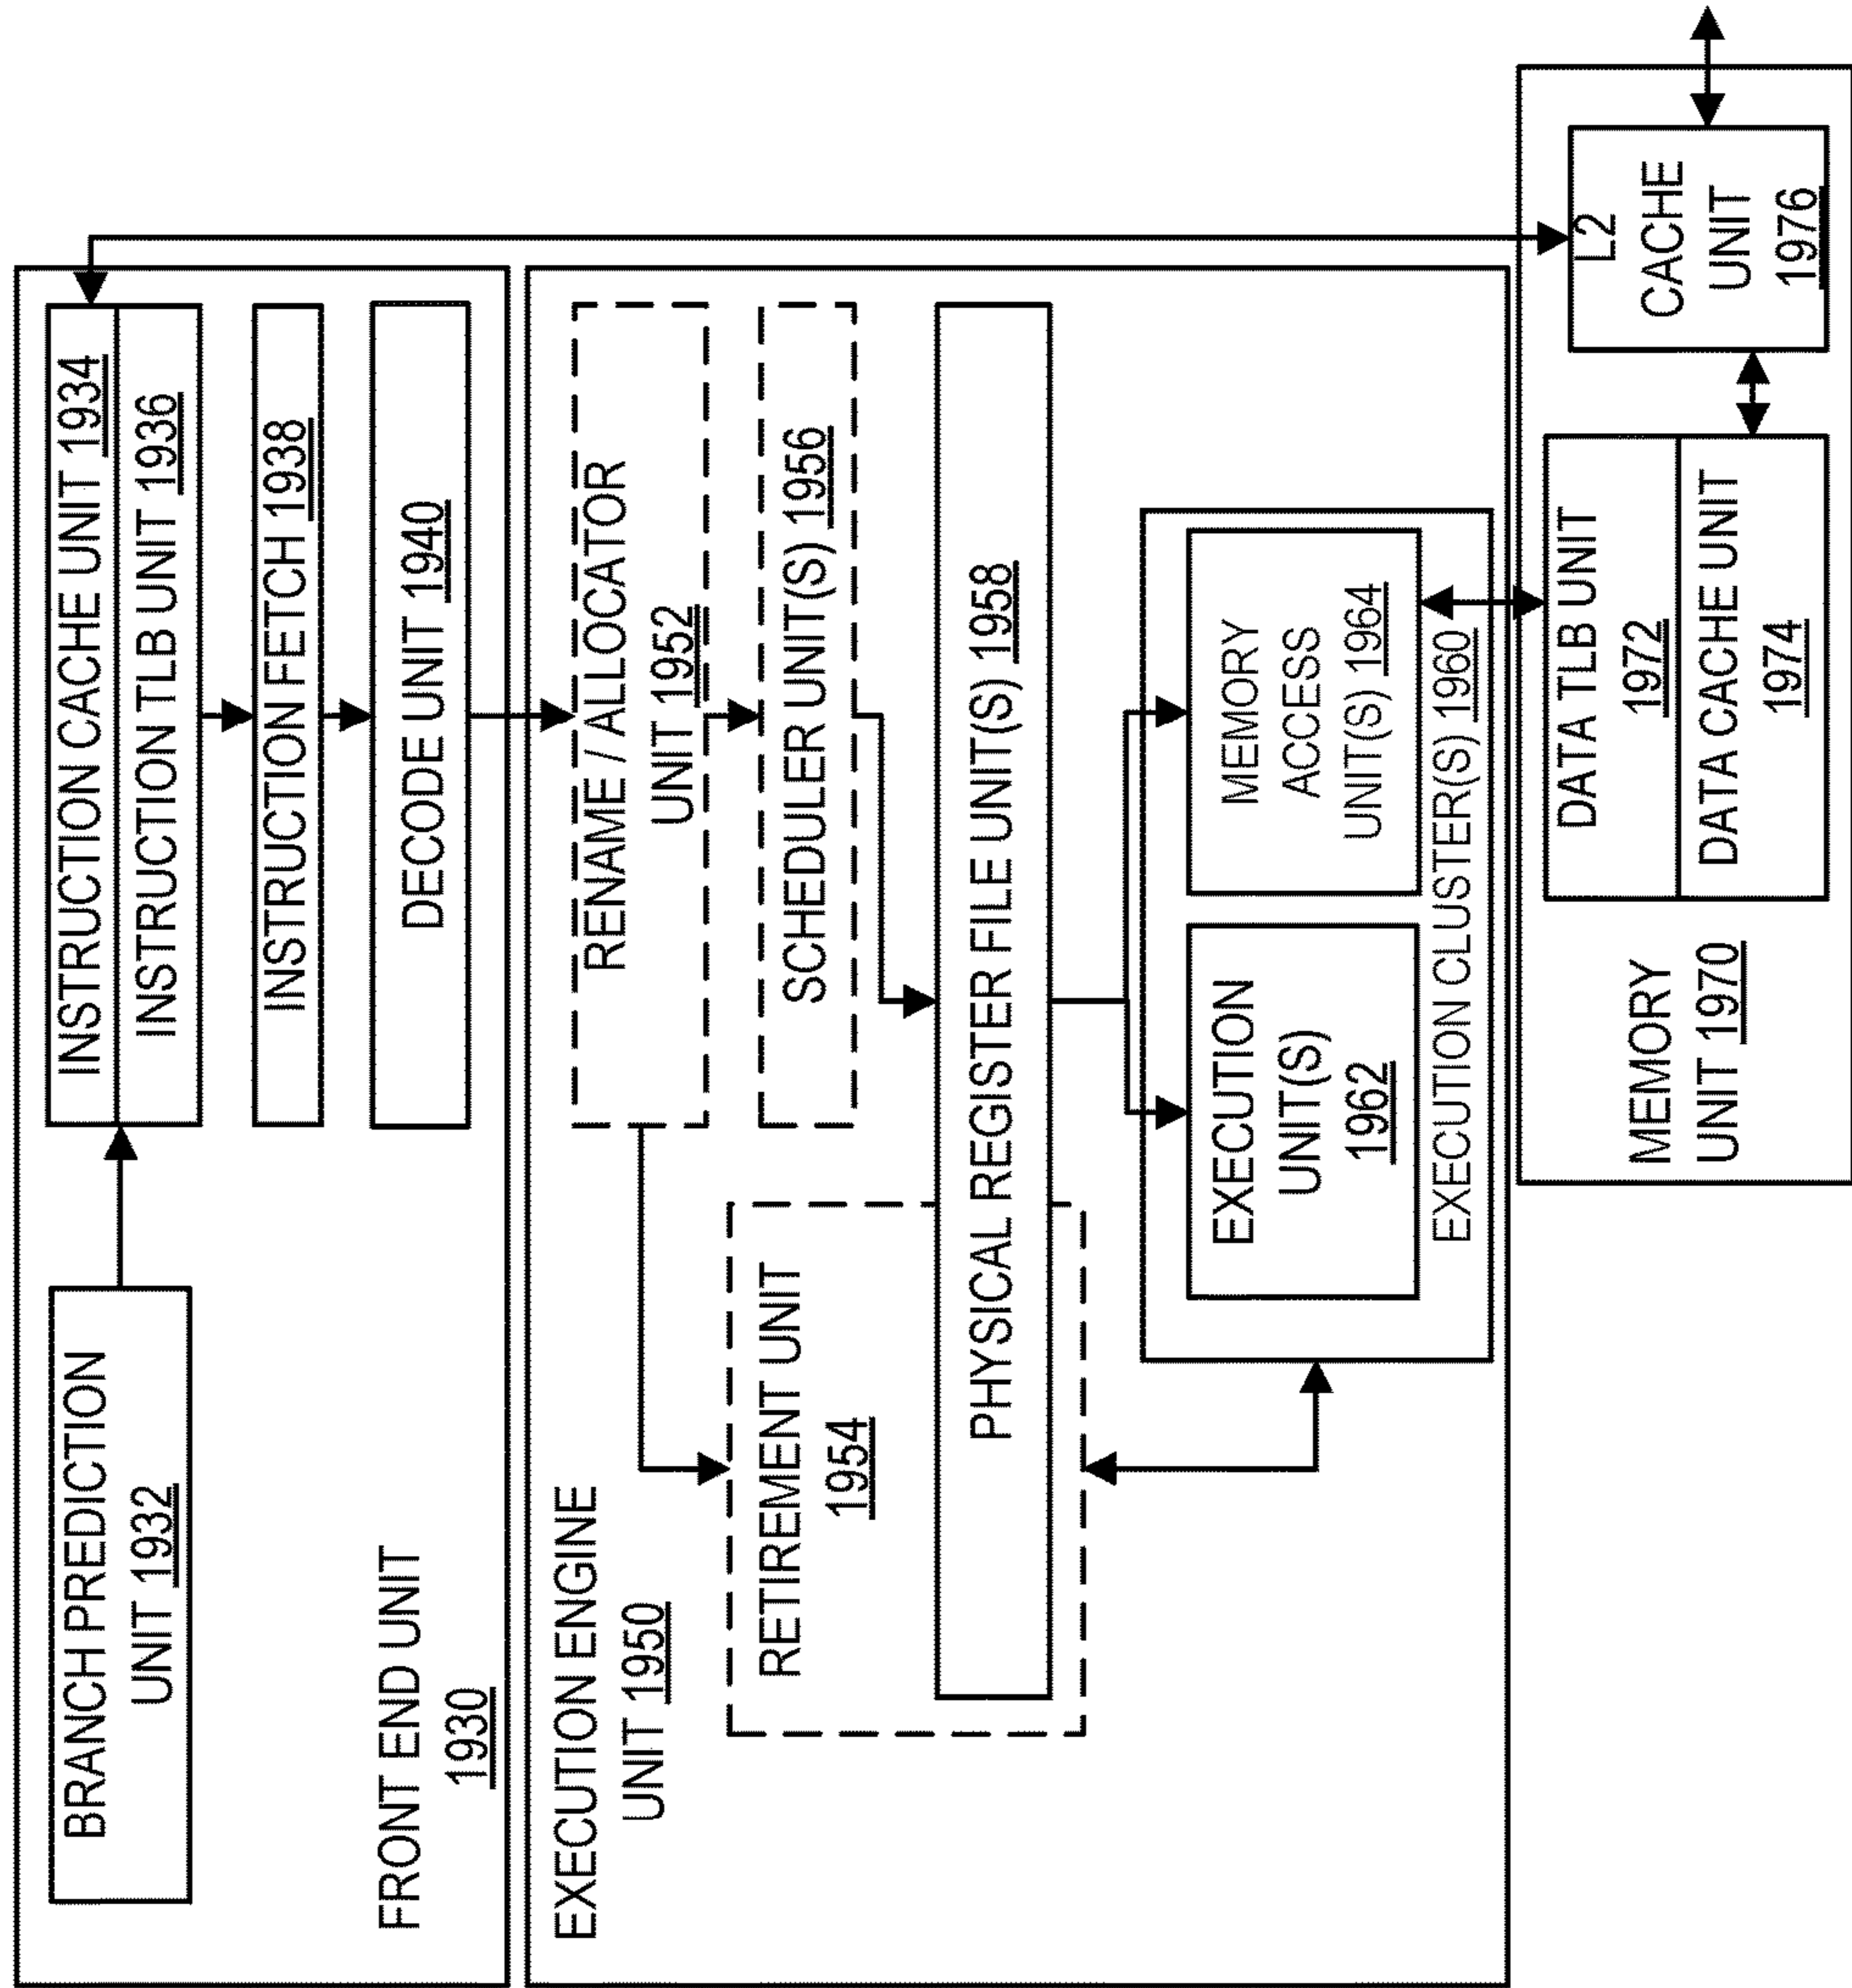 BRANCH PREDICTION
UNIT 1932
INSTRUCTION CACHE UNIT 1934
INSTRUCTION TLB UNIT 1936
INSTRUCTION FETCH 1938
DECODE UNIT 1940
FRONT END UNIT
1930
EXECUTION ENGINE
UNIT 1950
RENAME / ALLOCATOR
UNIT 1952
RETIREMENT UNIT
1954
SCHEDULER UNIT(S) 1956
PHYSICAL REGISTER FILE UNIT(S) 1958
EXECUTION
UNIT(S)
1962
MEMORY
ACCESS
UNIT(S) 1964
EXECUTION CLUSTER(S) 1960
MEMORY
UNIT 1970
DATA TLB UNIT
1972
DATA CACHE UNIT
1974
L2
CACHE
UNIT
1976